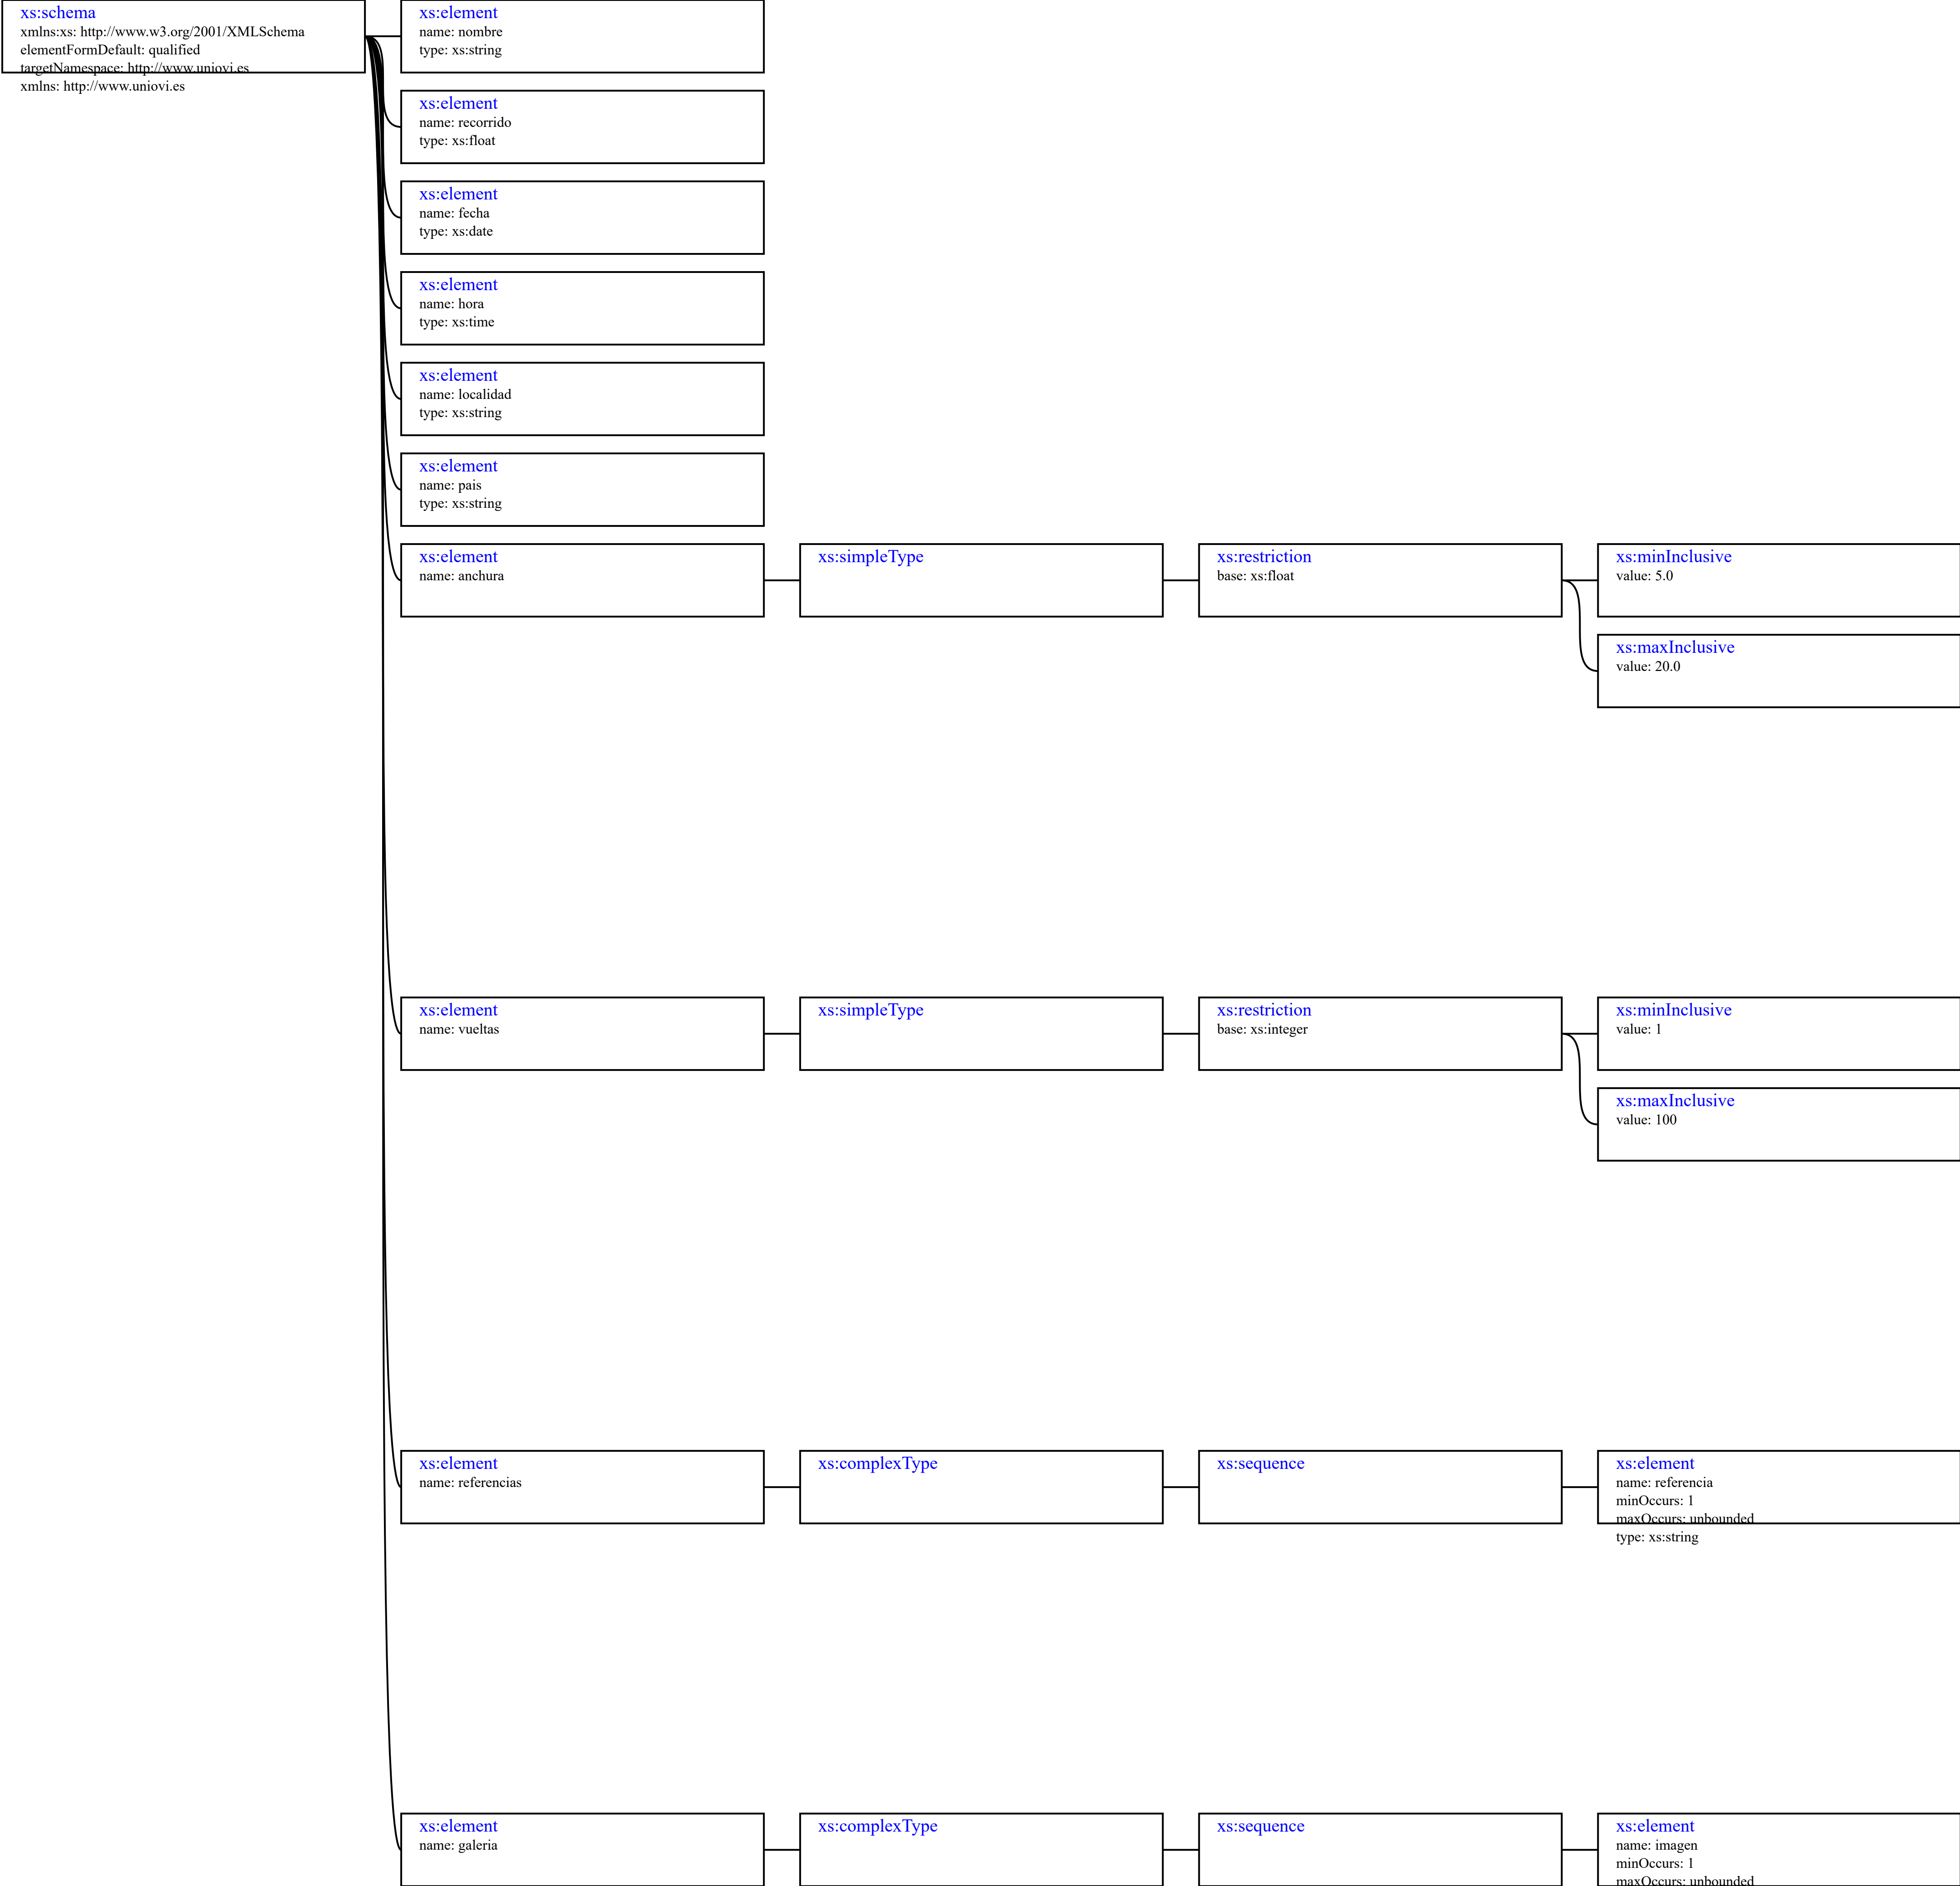 xs:schema
xmlns:xs: http://www.w3.org/2001/XMLSchema
elementFormDefault: qualified
targetNamespace: http://www.uniovi.es
xmlns: http://www.uniovi.es
xs:element
name: nombre
type: xs:string
xs:element
name: recorrido
type: xs:float
xs:element
name: fecha
type: xs:date
xs:element
name: hora
type: xs:time
xs:element
name: localidad
type: xs:string
xs:element
name: pais
type: xs:string
xs:element
name: anchura
xs:simpleType
xs:restriction
base: xs:float
xs:minInclusive
value: 5.0
xs:maxInclusive
value: 20.0
xs:element
name: vueltas
xs:simpleType
xs:restriction
base: xs:integer
xs:minInclusive
value: 1
xs:maxInclusive
value: 100
xs:element
name: referencias
xs:complexType
xs:sequence
xs:element
name: referencia
minOccurs: 1
maxOccurs: unbounded
type: xs:string
xs:element
name: galeria
xs:complexType
xs:sequence
xs:element
name: imagen
minOccurs: 1
maxOccurs: unbounded